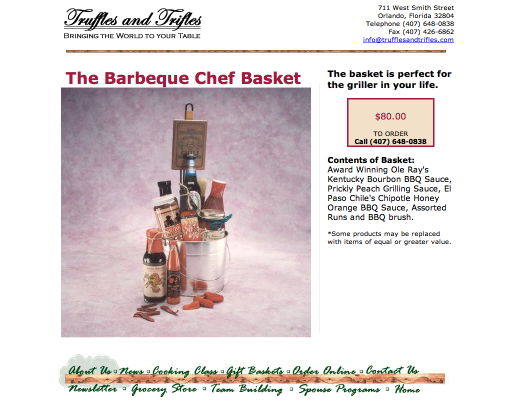 Truffles and Trifles
BRINGING THE WORLD TO YOUR TABLE
711 West Smith Street
Orlando, Florida 32804
Telephone (407) 648-0838
Fax (407) 426-6862
info@trufflesandtrifles.com
The Barbeque Chef Basket
The basket is perfect for
the griller in your life.
$80.00
TO ORDER
Call (407) 648-0838
Contents of Basket:
Award Winning Ole Ray's
Kentucky Bourbon BBQ Sauce,
Prickly Peach Grilling Sauce, El
Paso Chile's Chipotle Honey
Orange BBQ Sauce, Assorted
Runs and BBQ brush.
*Some products may be replaced
with items of equal or greater value.
About Us News Cooking Class Gift Baskets Order Online Contact Us
Newsletter Grocery Store Team Building Spouse Programs Home